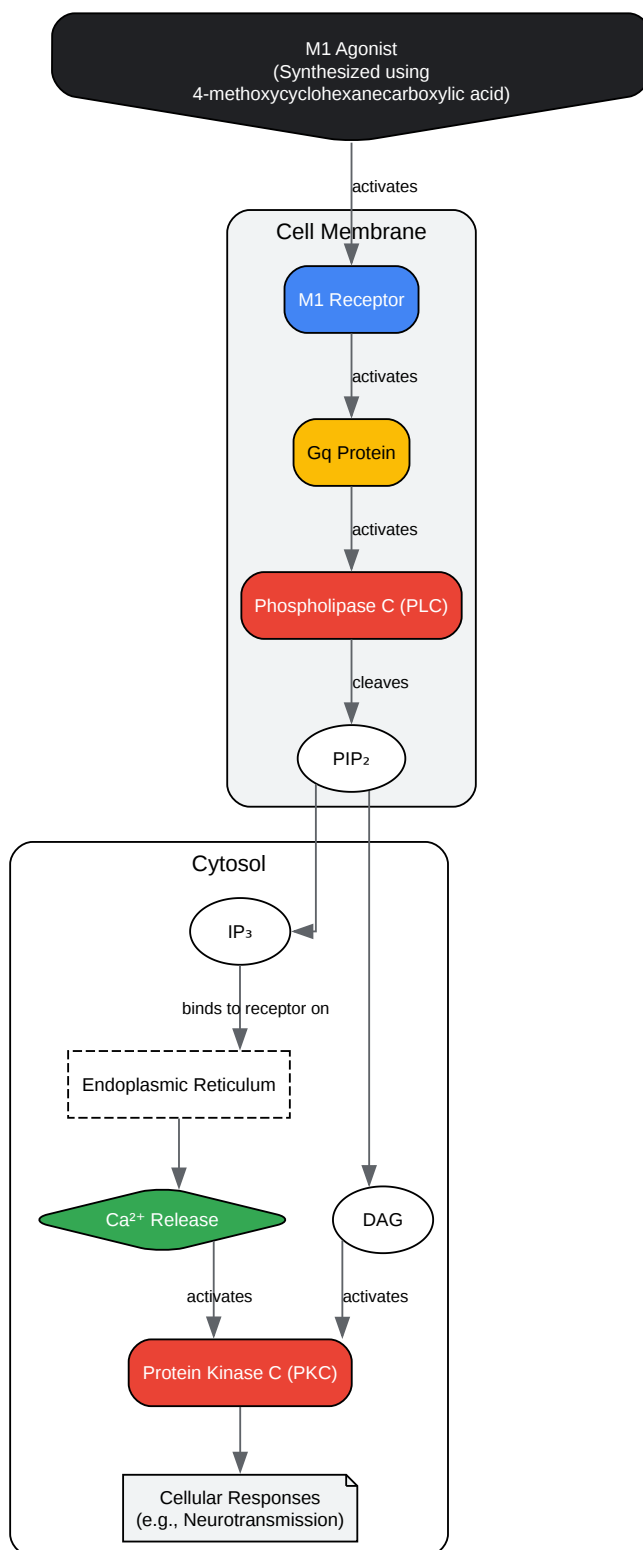 M1 Agonist
(Synthesized using
4-methoxycyclohexanecarboxylic acid)
activates
Cell Membrane
M1 Receptor
activates
Gq Protein
activates
Phospholipase C (PLC)
cleaves
PIP₂
Cytosol
IP₃
binds to receptor on
Endoplasmic Reticulum
Ca²⁺ Release
DAG
activates
activates
Protein Kinase C (PKC)
Cellular Responses
(e.g., Neurotransmission)